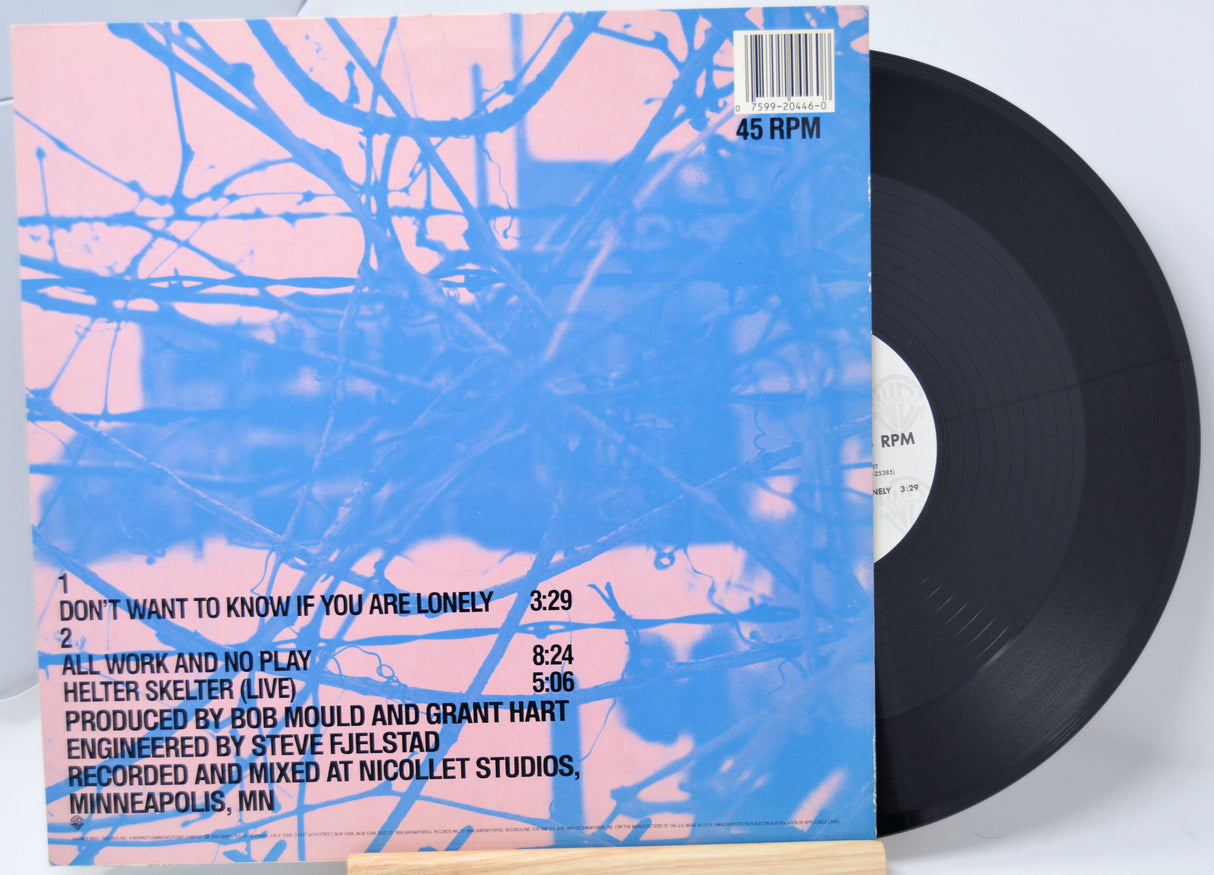 0 7599-20446-0
45 RPM
RPM
25385)
3:29
1
DON'T WANT TO KNOW IF YOU ARE LONELY 3:29
2
ALL WORK AND NO PLAY 8:24
HELTER SKELTER (LIVE) 5:06
PRODUCED BY BOB MOULD AND GRANT HART
ENGINEERED BY STEVE FJELSTAD
RECORDED AND MIXED AT NICOLLET STUDIOS,
MINNEAPOLIS, MN